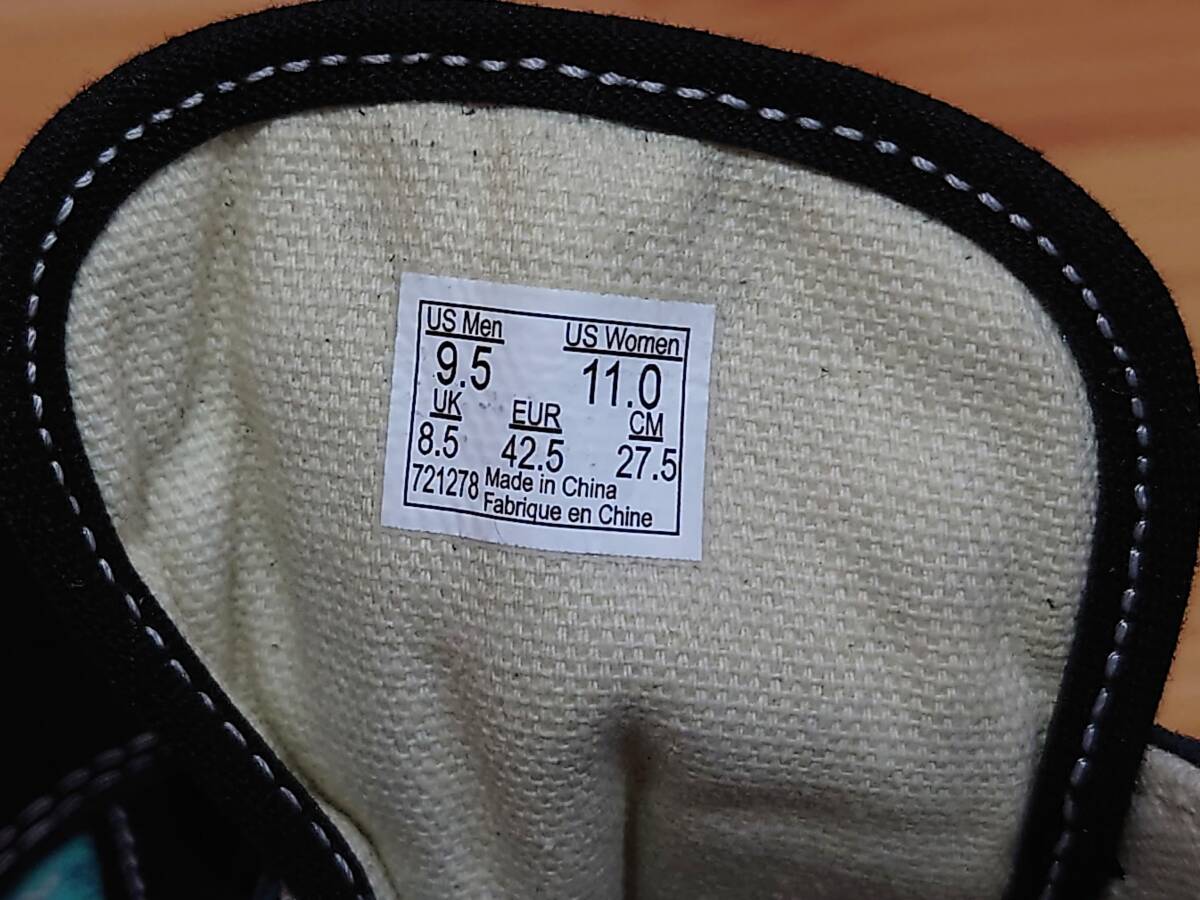 US Men US Women
9.5 11.0
UK EUR CM
8.5 42.5 27.5
721278 Made in China
Fabrique en Chine